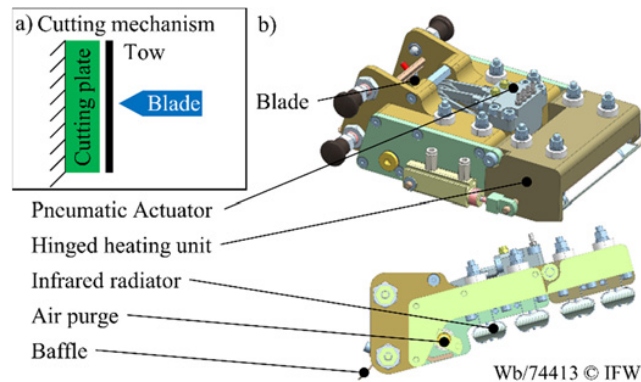 a) Cutting mechanism
Cutting plate
Tow
Blade
b)
Blade
Pncumatic Actuator
Hinged heating unit
Infrared radiator
Air purge
Baffle
Wb/74413 © IFW